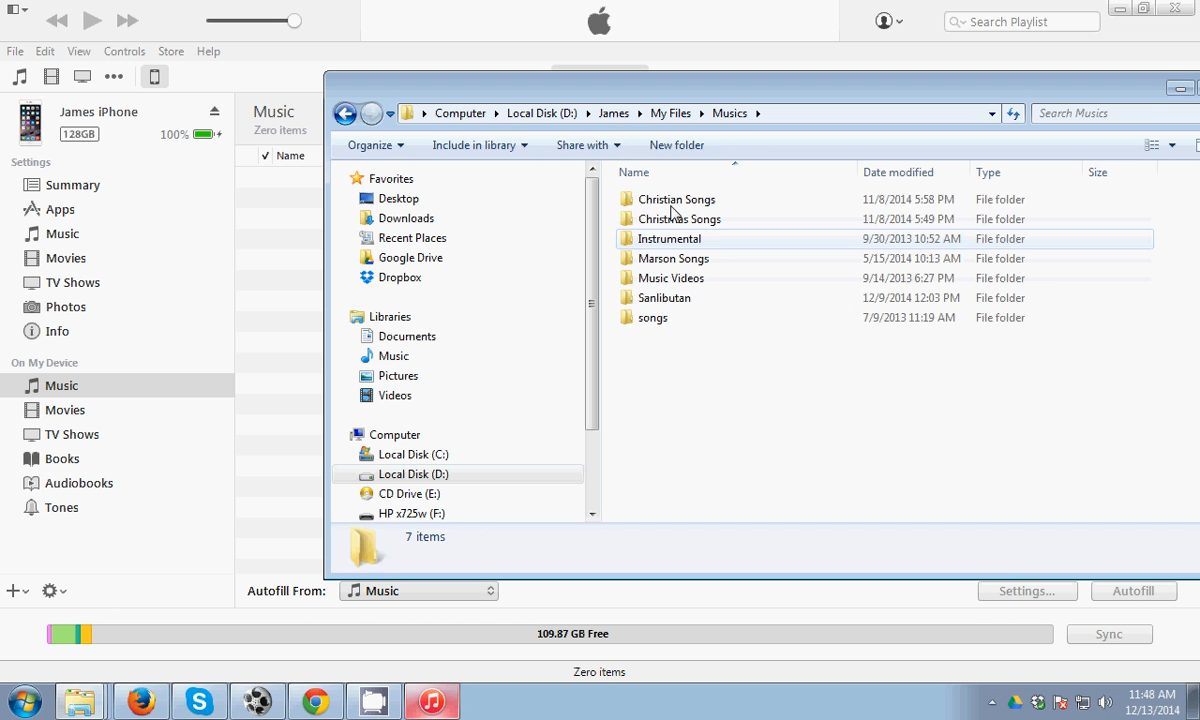 Search Playlist
File Edit View Controls Store Help
James iPhone
128GB
100%
Settings
Summary
Apps
Music
Movies
TV Shows
Photos
Info
On My Device
Music
Movies
TV Shows
Books
Audiobooks
Tones
Music
Zero items
Name
Computer Local Disk (D:) James My Files Musics
Search Musics
Organize Include in library Share with New folder
Favorites
Desktop
Downloads
Recent Places
Google Drive
Dropbox
Libraries
Documents
Music
Pictures
Videos
Computer
Local Disk (C:)
Local Disk (D:)
CD Drive (E:)
HP x725w (F:)
Name Date modified Type Size
Christian Songs 11/8/2014 5:58 PM File folder
Christmas Songs 11/8/2014 5:49 PM File folder
Instrumental 9/30/2013 10:52 AM File folder
Marson Songs 5/15/2014 10:13 AM File folder
Music Videos 9/14/2013 6:27 PM File folder
Sanlibutan 12/9/2014 12:03 PM File folder
songs 7/9/2013 11:19 AM File folder
7 items
Autofill From: Music Settings... Autofill
109.87 GB Free
Sync
Zero items
11:48 AM
12/13/2014